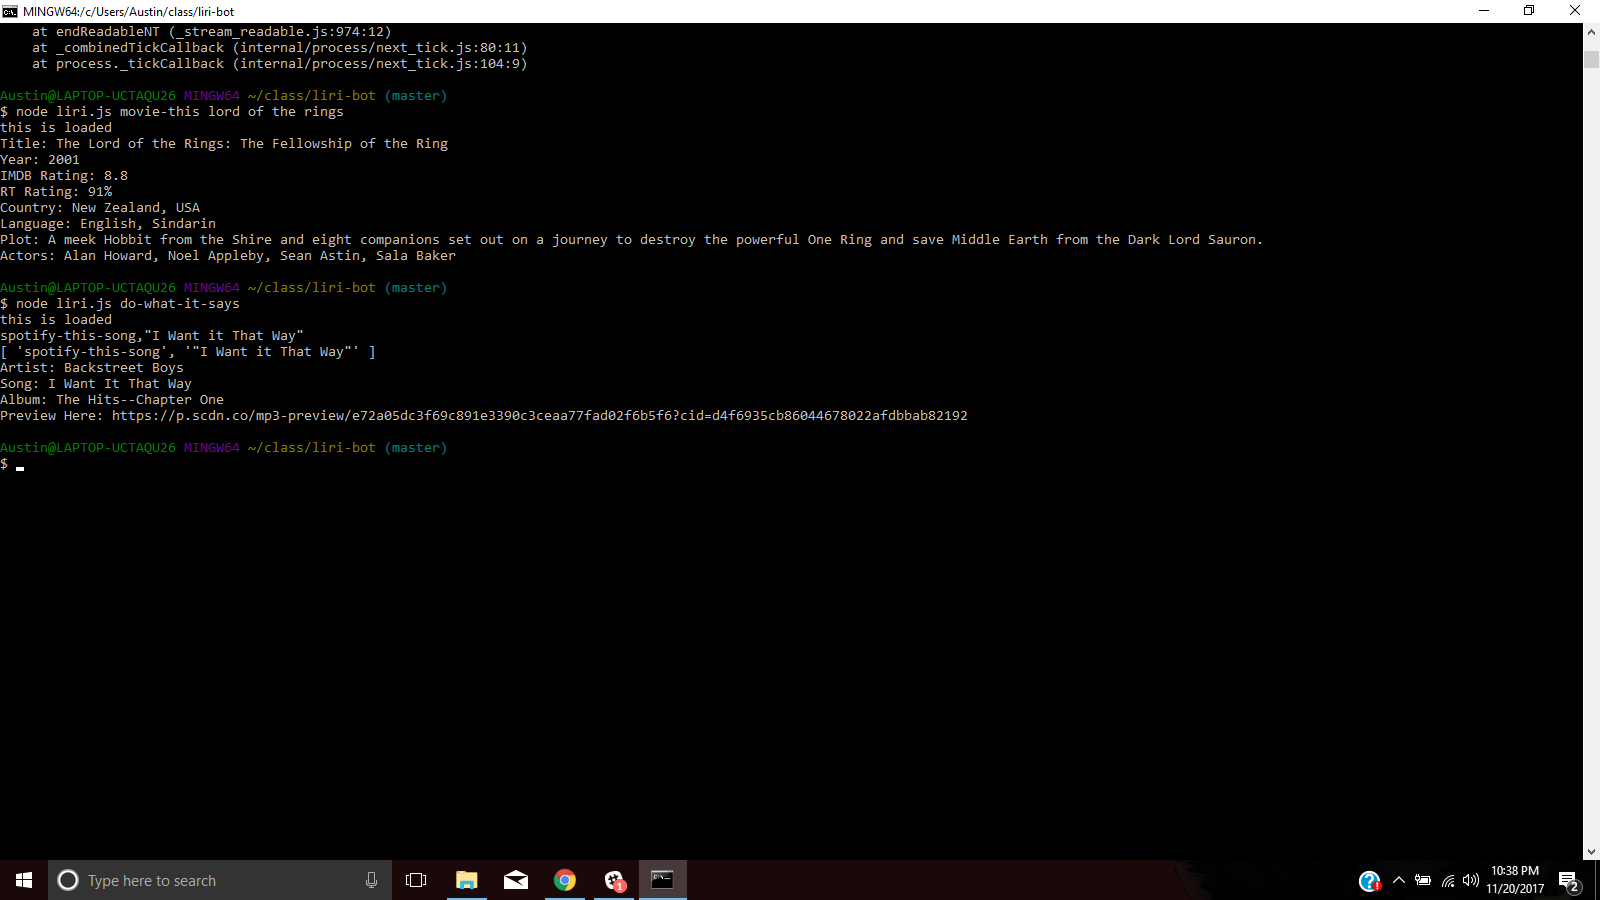 MINGW64:/c/Users/Austin/class/liri-bot
at endReadableNT (_stream_readable.js:974:12)
at _combinedTickCallback (internal/process/next_tick.js:80:11)
at process._tickCallback (internal/process/next_tick.js:104:9)
Austin@LAPTOP-UCTAQU26 MINGW64 ~/class/liri-bot (master)
$ node liri.js movie-this lord of the rings
this is loaded
Title: The Lord of the Rings: The Fellowship of the Ring
Year: 2001
IMDB Rating: 8.8
RT Rating: 91%
Country: New Zealand, USA
Language: English, Sindarin
Plot: A meek Hobbit from the Shire and eight companions set out on a journey to destroy the powerful One Ring and save Middle Earth from the Dark Lord Sauron.
Actors: Alan Howard, Noel Appleby, Sean Astin, Sala Baker
Austin@LAPTOP-UCTAQU26 MINGW64 ~/class/liri-bot (master)
$ node liri.js do-what-it-says
this is loaded
spotify-this-song,"I Want it That Way"
[ 'spotify-this-song', '"I Want it That Way"' ]
Artist: Backstreet Boys
Song: I Want It That Way
Album: The Hits--Chapter One
Preview Here: https://p.scdn.co/mp3-preview/e72a05dc3f69c891e3390c3ceaa77fad02f6b5f6?cid=d4f6935cb86044678022afdbbab82192
Austin@LAPTOP-UCTAQU26 MINGW64 ~/class/liri-bot (master)
$
Type here to search
1
10:38 PM
11/20/2017
2